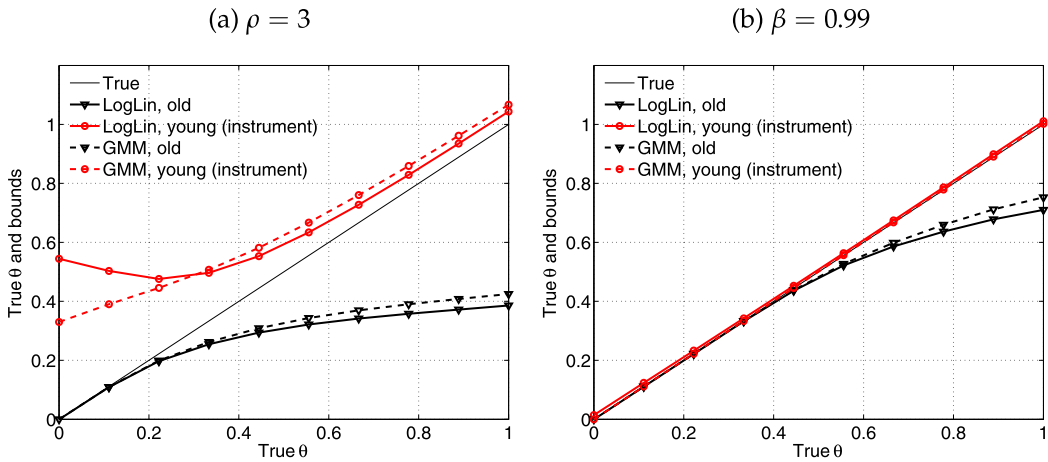 (a) ρ = 3
True
LogLin, old
LogLin, young (instrument)
GMM, old
GMM, young (instrument)
True θ and bounds
1
0.8
0.6
0.4
0.2
0
0
0.2
0.4
0.6
0.8
1
True θ
(b) β = 0.99
True
LogLin, old
LogLin, young (instrument)
GMM, old
GMM, young (instrument)
True θ and bounds
1
0.8
0.6
0.4
0.2
0
0
0.2
0.4
0.6
0.8
1
True θ